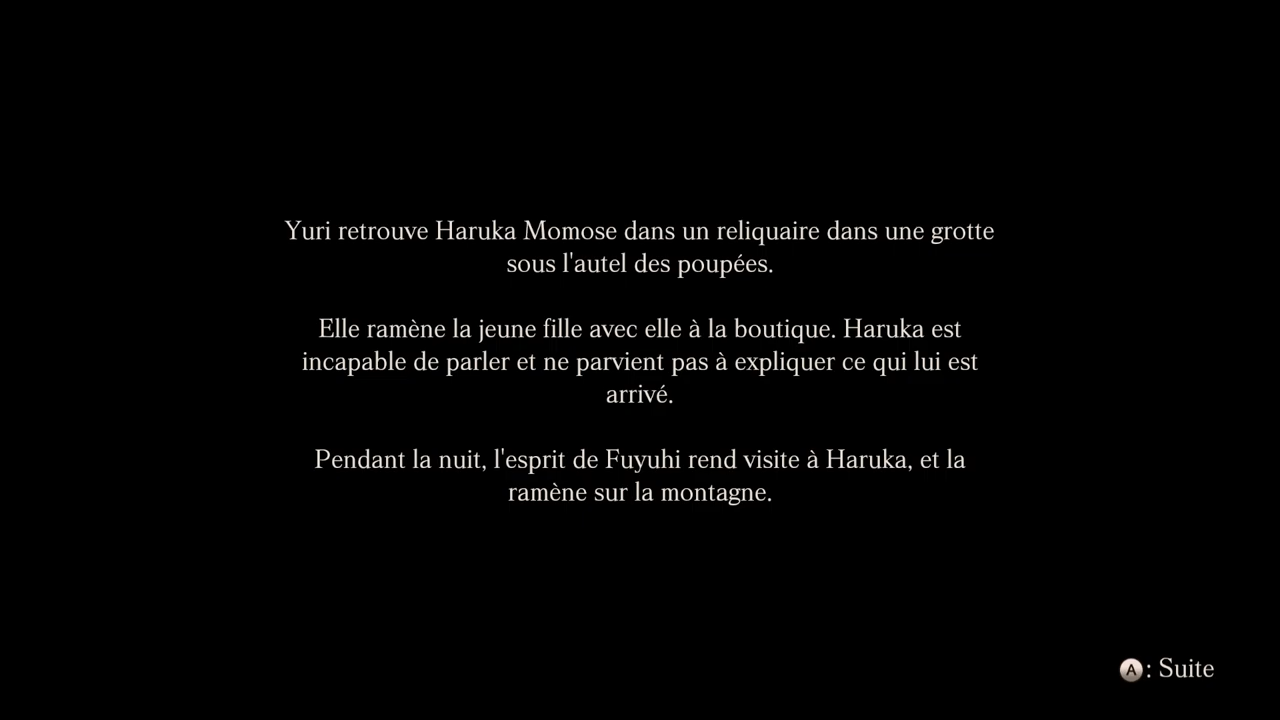 Yuri retrouve Haruka Momose dans un reliquaire dans une grotte
sous l'autel des poupées.
Elle ramène la jeune fille avec elle à la boutique. Haruka est
incapable de parler et ne parvient pas à expliquer ce qui lui est
arrivé.
Pendant la nuit, l'esprit de Fuyuhi rend visite à Haruka, et la
ramène sur la montagne.
A : Suite